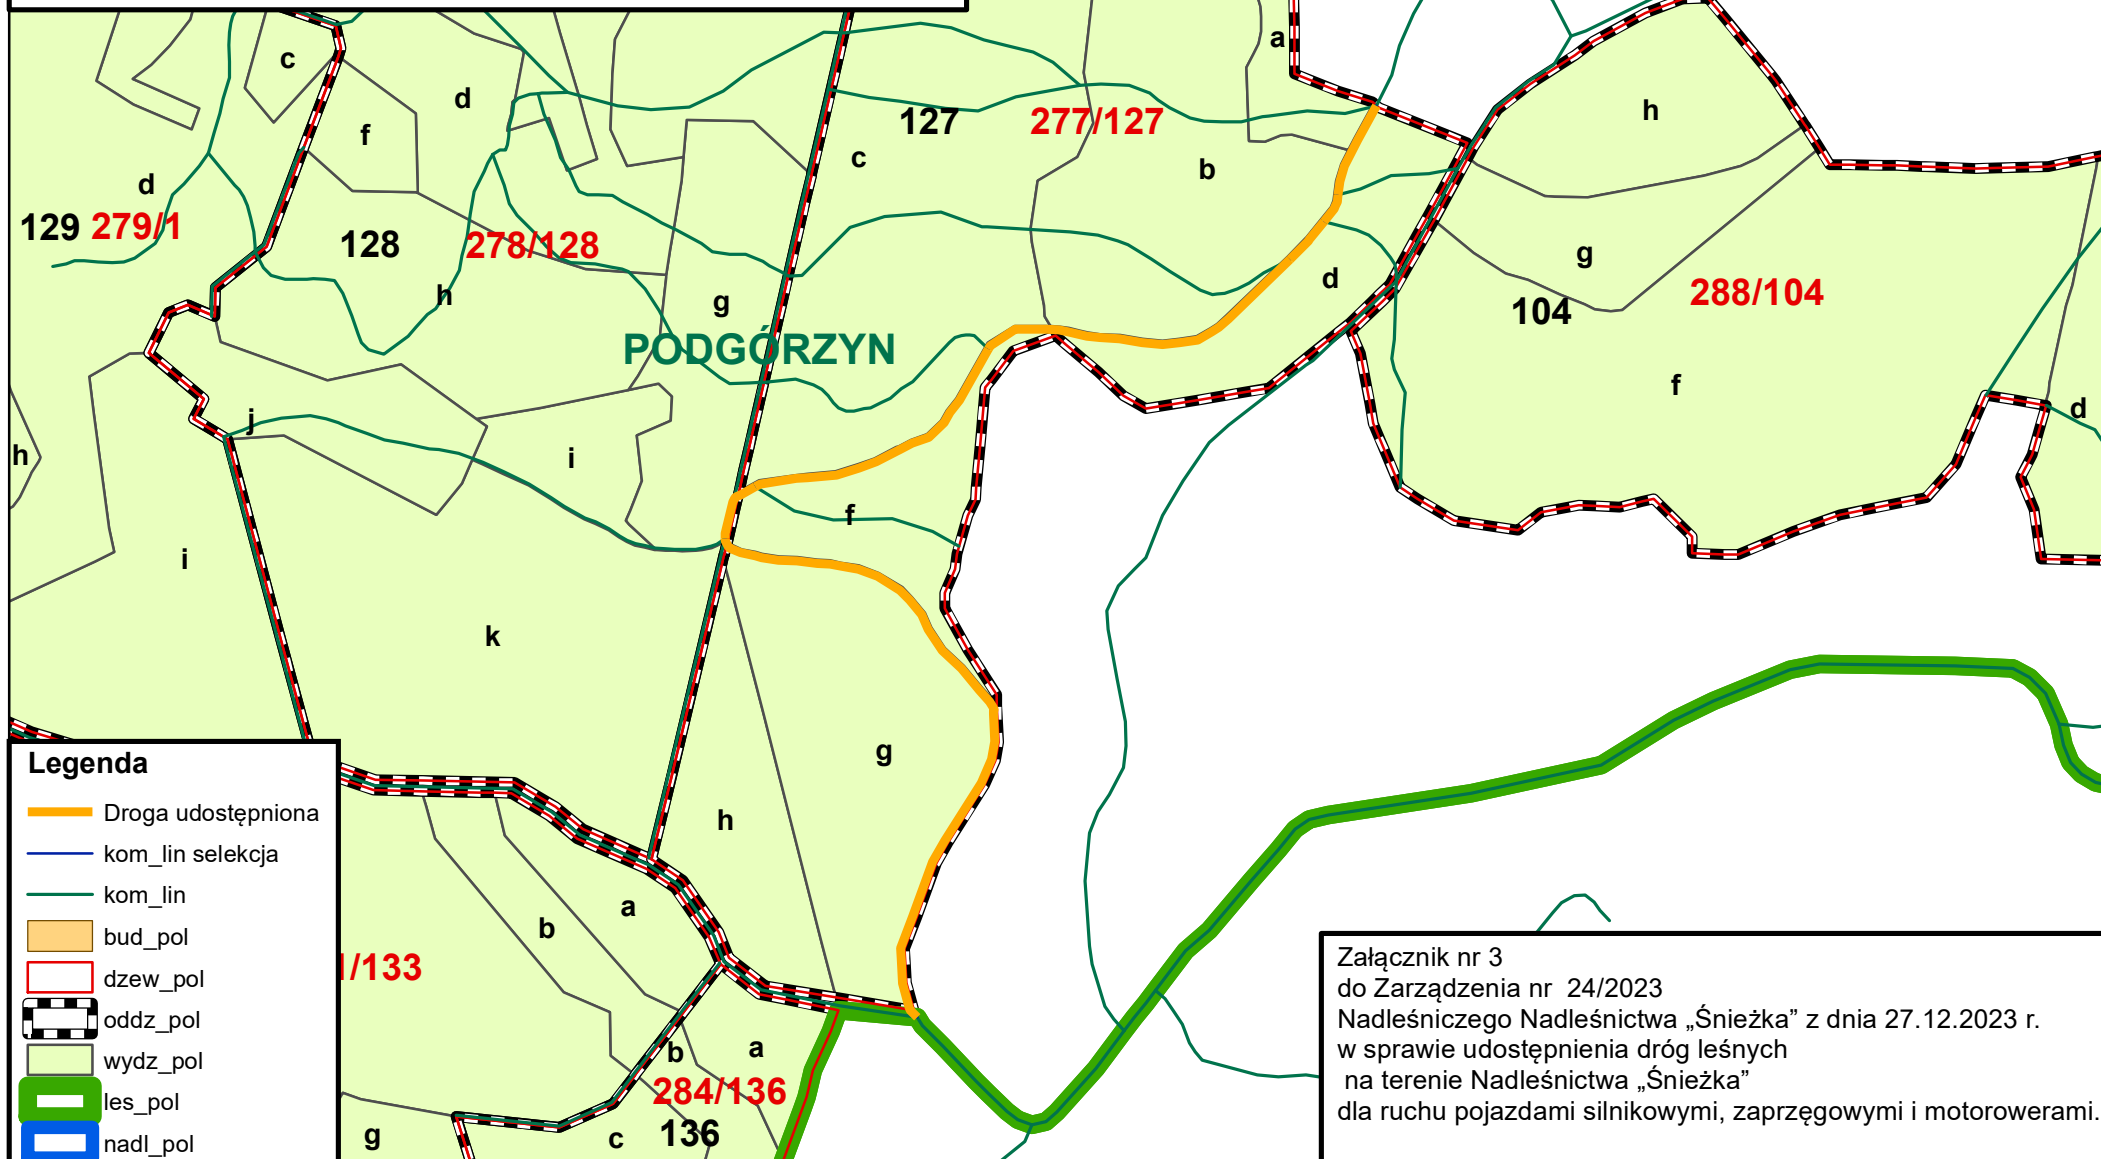 c
a
d
h
127
277/127
f
c
b
d
129
279/1
128
278/128
g
d
h
g
104
288/104
PODGÓRZYN
f
j
d
h
i
f
i
k
g
h
a
b
1/133
b
a
284/136
136
g
c
Legenda
Droga udostępniona
kom_lin selekcja
kom_lin
bud_pol
dzew_pol
oddz_pol
wydz_pol
les_pol
nadl_pol
Załącznik nr 3
do Zarządzenia nr 24/2023
Nadleśniczego Nadleśnictwa „Śnieżka” z dnia 27.12.2023 r.
w sprawie udostępnienia dróg leśnych
na terenie Nadleśnictwa „Śnieżka”
dla ruchu pojazdami silnikowymi, zaprzęgowymi i motorowerami.